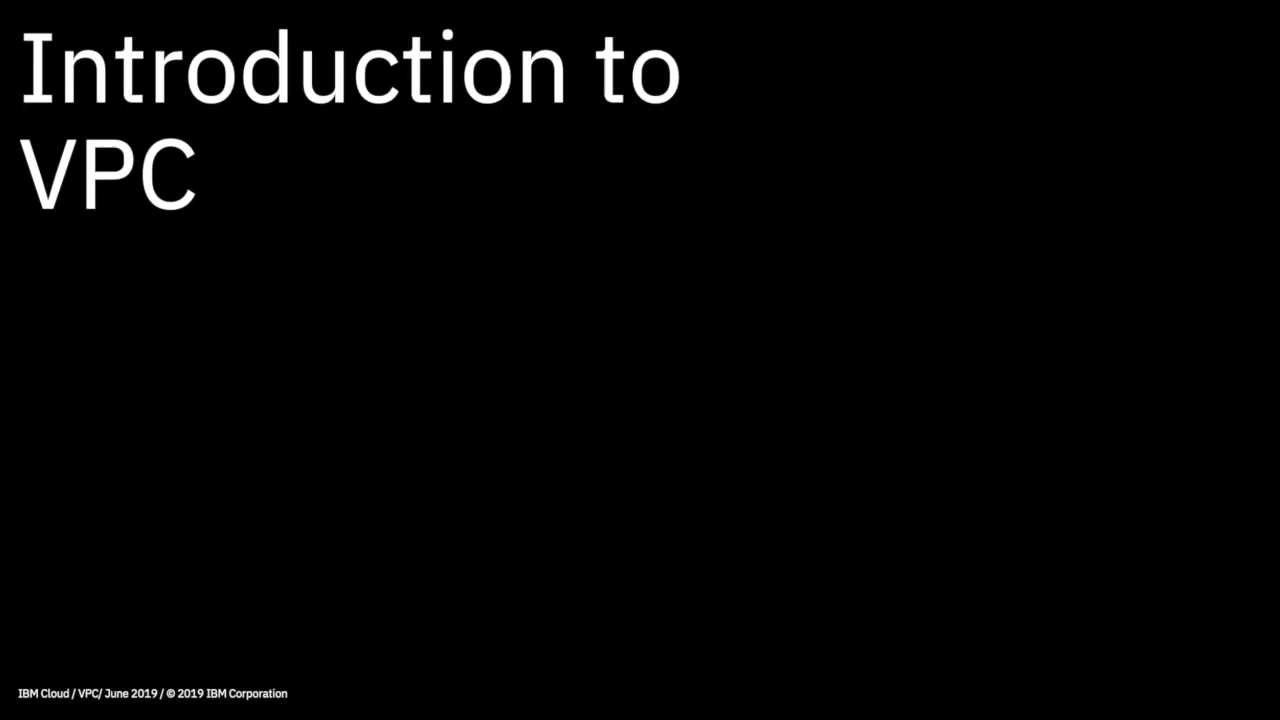 Introduction to
VPC
IBM Cloud / VPC/ June 2019 / © 2019 IBM Corporation